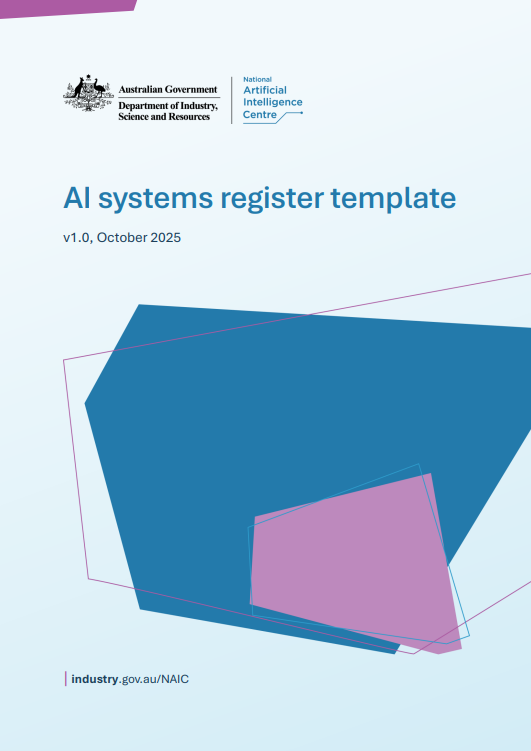 Australian Government
Department of Industry,
Science and Resources
National
Artificial
Intelligence
Centre
AI systems register template
v1.0, October 2025
industry.gov.au/NAIC